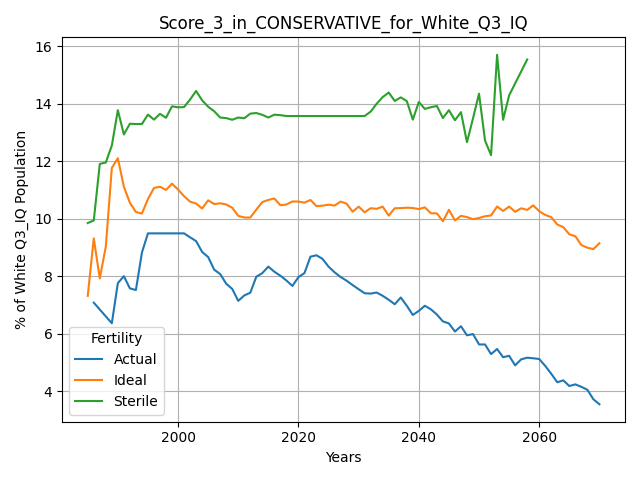 Score_3_in_CONSERVATIVE_for_White_Q3_IQ
% of White Q3_IQ Population
16
14
12
10
8
6
4
Fertility
Actual
Ideal
Sterile
2000 2020 2040 2060
Years